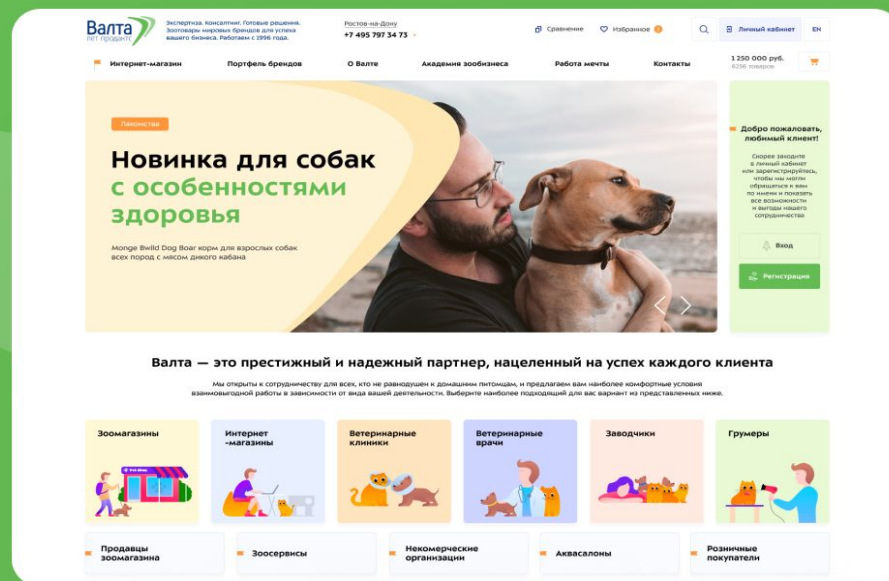 Валта
ПЕТ ПРОДАКТС
Экспертиза. Консалтинг. Готовые решения.
Зоотовары мировых брендов для успеха
вашего бизнеса. Работаем с 1996 года.
Ростов-на-Дону
+7 495 797 34 73
Сравнение
Избранное
Личный кабинет
EN
Интернет-магазин
Портфель брендов
О Валте
Академия зообизнеса
Работа мечты
Контакты
1 250 000 руб.
6256 товаров
Лакомства
Новинка для собак
с особенностями
здоровья
Monge Bwild Dog Boar корм для взрослых собак
всех пород с мясом дикого кабана
Добро пожаловать,
любимый клиент!
Скорее заходите
в личный кабинет
или зарегистрируйтесь,
чтобы мы могли
обращаться к вам
по имени и показать
все возможности
и выгоды нашего
сотрудничества
Вход
Регистрация
Валта — это престижный и надежный партнер, нацеленный на успех каждого клиента
Мы открыты к сотрудничеству для всех, кто не равнодушен к домашним питомцам, и предлагаем вам наиболее комфортные условия
взаимовыгодной работы в зависимости от вида вашей деятельности. Выберите наиболее подходящий для вас вариант из представленных ниже.
Зоомагазины
Pet Shop
Интернет
-магазины
Ветеринарные
клиники
Ветеринарные
врачи
Заводчики
Грумеры
Продавцы
зоомагазина
Зоосервисы
Некомерческие
организации
Аквасалоны
Розничные
покупатели